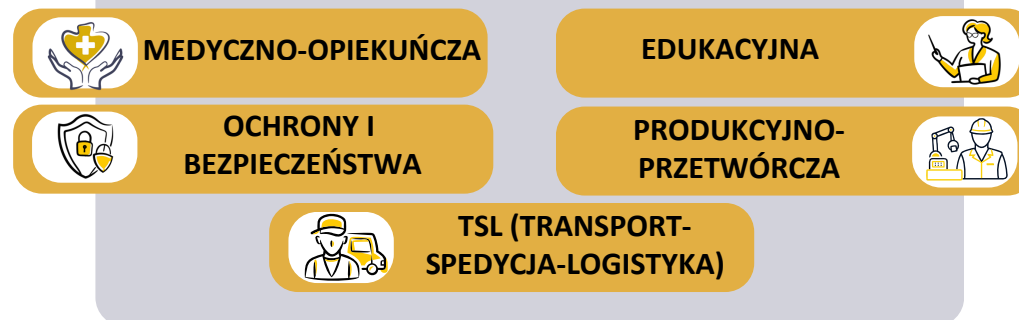 MEDYCZNO-OPIEKUŃCZA
EDUKACYJNA
OCHRONY I
BEZPIECZEŃSTWA
PRODUKCYJNO-
PRZETWÓRCZA
TSL (TRANSPORT-
SPEDYCJA-LOGISTYKA)